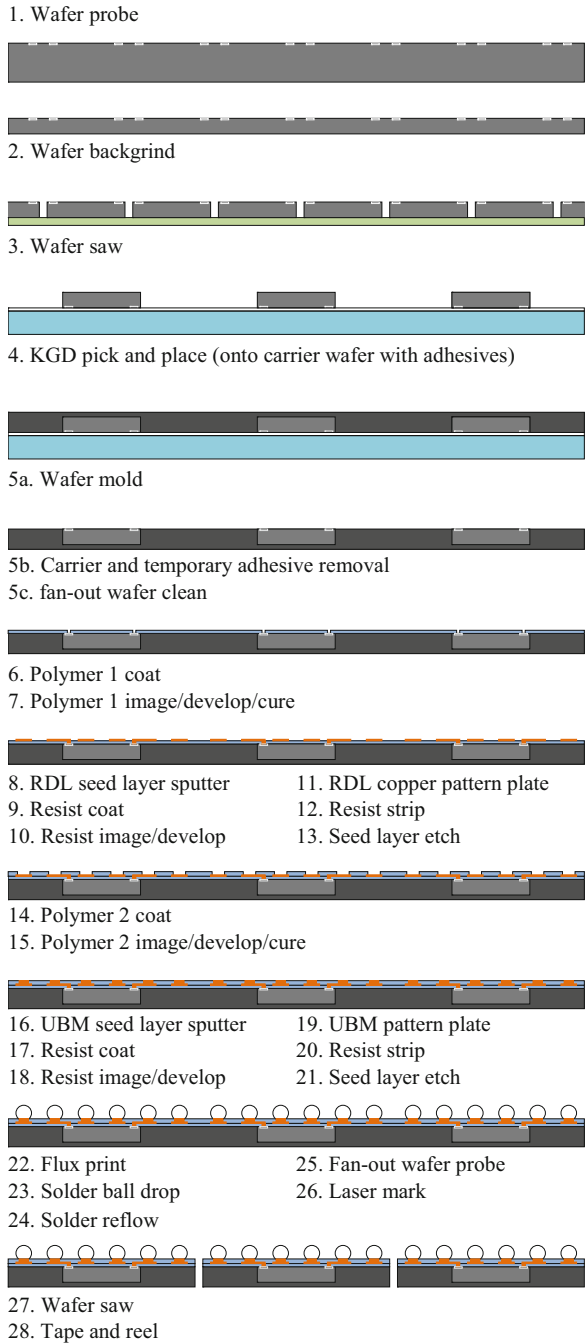 1. Wafer probe
2. Wafer backgrind
3. Wafer saw
4. KGD pick and place (onto carrier wafer with adhesives)
5a. Wafer mold
5b. Carrier and temporary adhesive removal
5c. fan-out wafer clean
6. Polymer 1 coat
7. Polymer 1 image/develop/cure
8. RDL seed layer sputter
9. Resist coat
10. Resist image/develop
11. RDL copper pattern plate
12. Resist strip
13. Seed layer etch
14. Polymer 2 coat
15. Polymer 2 image/develop/cure
16. UBM seed layer sputter
17. Resist coat
18. Resist image/develop
19. UBM pattern plate
20. Resist strip
21. Seed layer etch
22. Flux print
23. Solder ball drop
24. Solder reflow
25. Fan-out wafer probe
26. Laser mark
27. Wafer saw
28. Tape and reel